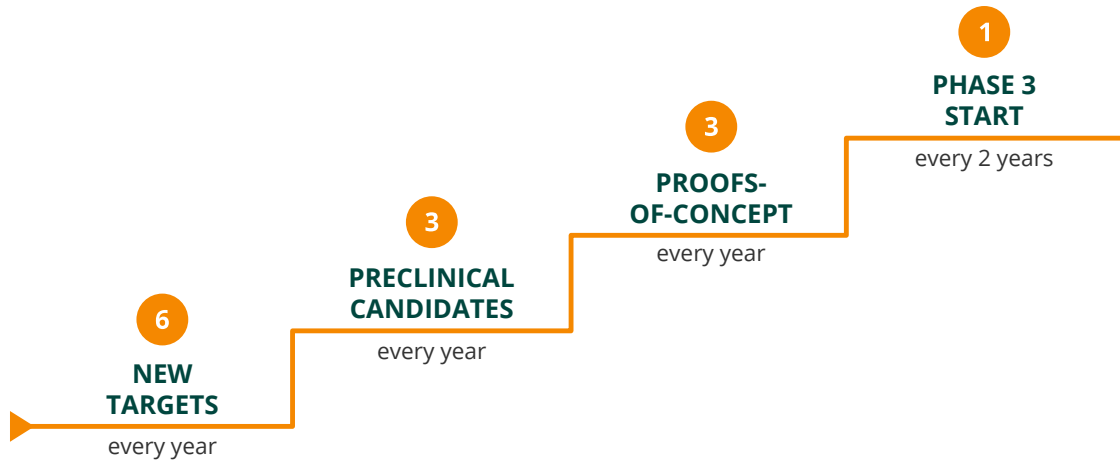 6
NEW
TARGETS
every year
3
PRECLINICAL
CANDIDATES
every year
3
PROOFS-
OF-CONCEPT
every year
1
PHASE 3
START
every 2 years